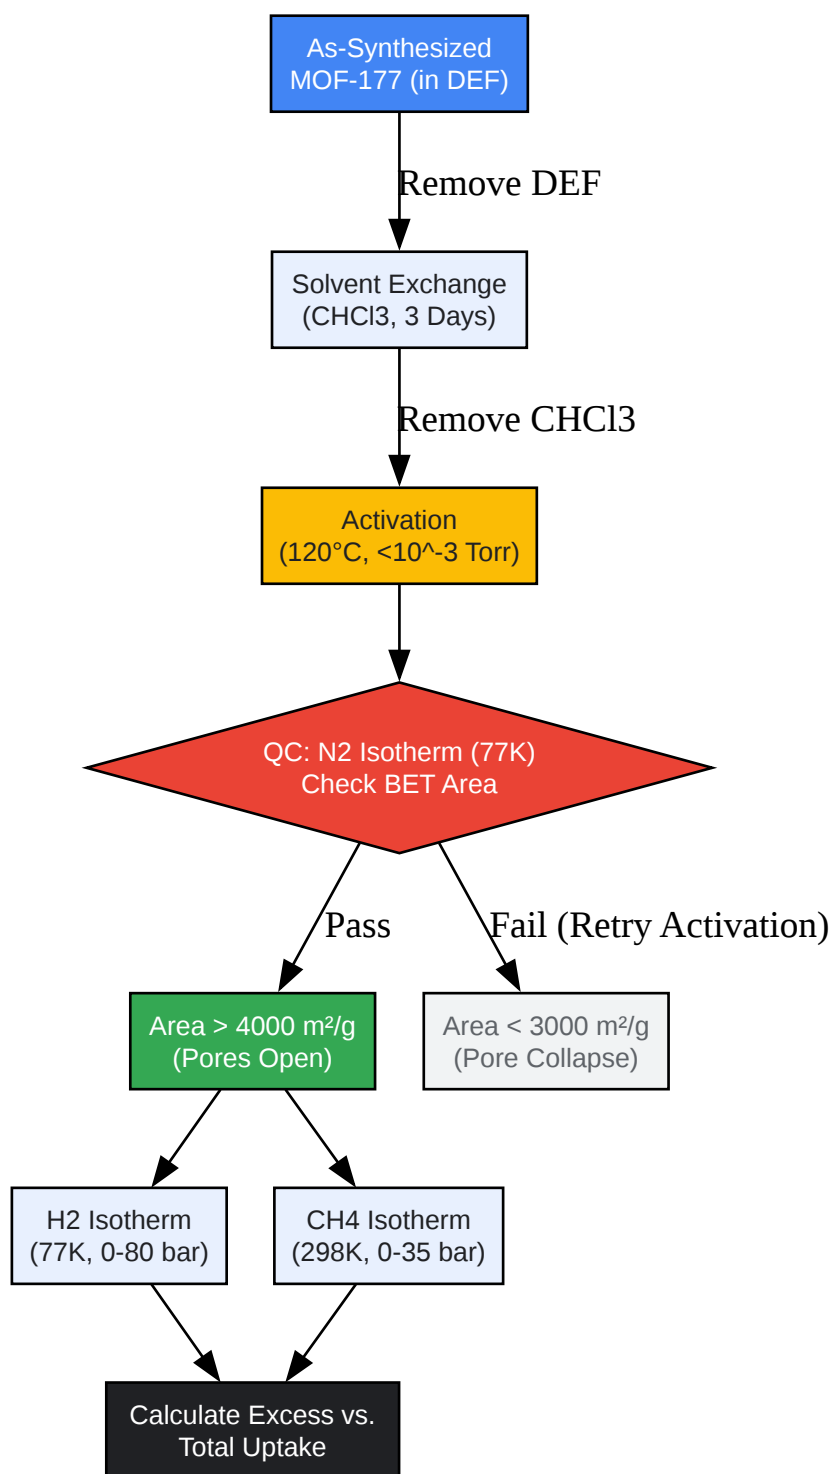 As-Synthesized
MOF-177 (in DEF)
Remove DEF
Solvent Exchange
(CHCl3, 3 Days)
Remove CHCl3
Activation
(120°C, <10^-3 Torr)
QC: N2 Isotherm (77K)
Check BET Area
Pass
Fail (Retry Activation)
Area > 4000 m²/g
(Pores Open)
Area < 3000 m²/g
(Pore Collapse)
H2 Isotherm
(77K, 0-80 bar)
CH4 Isotherm
(298K, 0-35 bar)
Calculate Excess vs.
Total Uptake